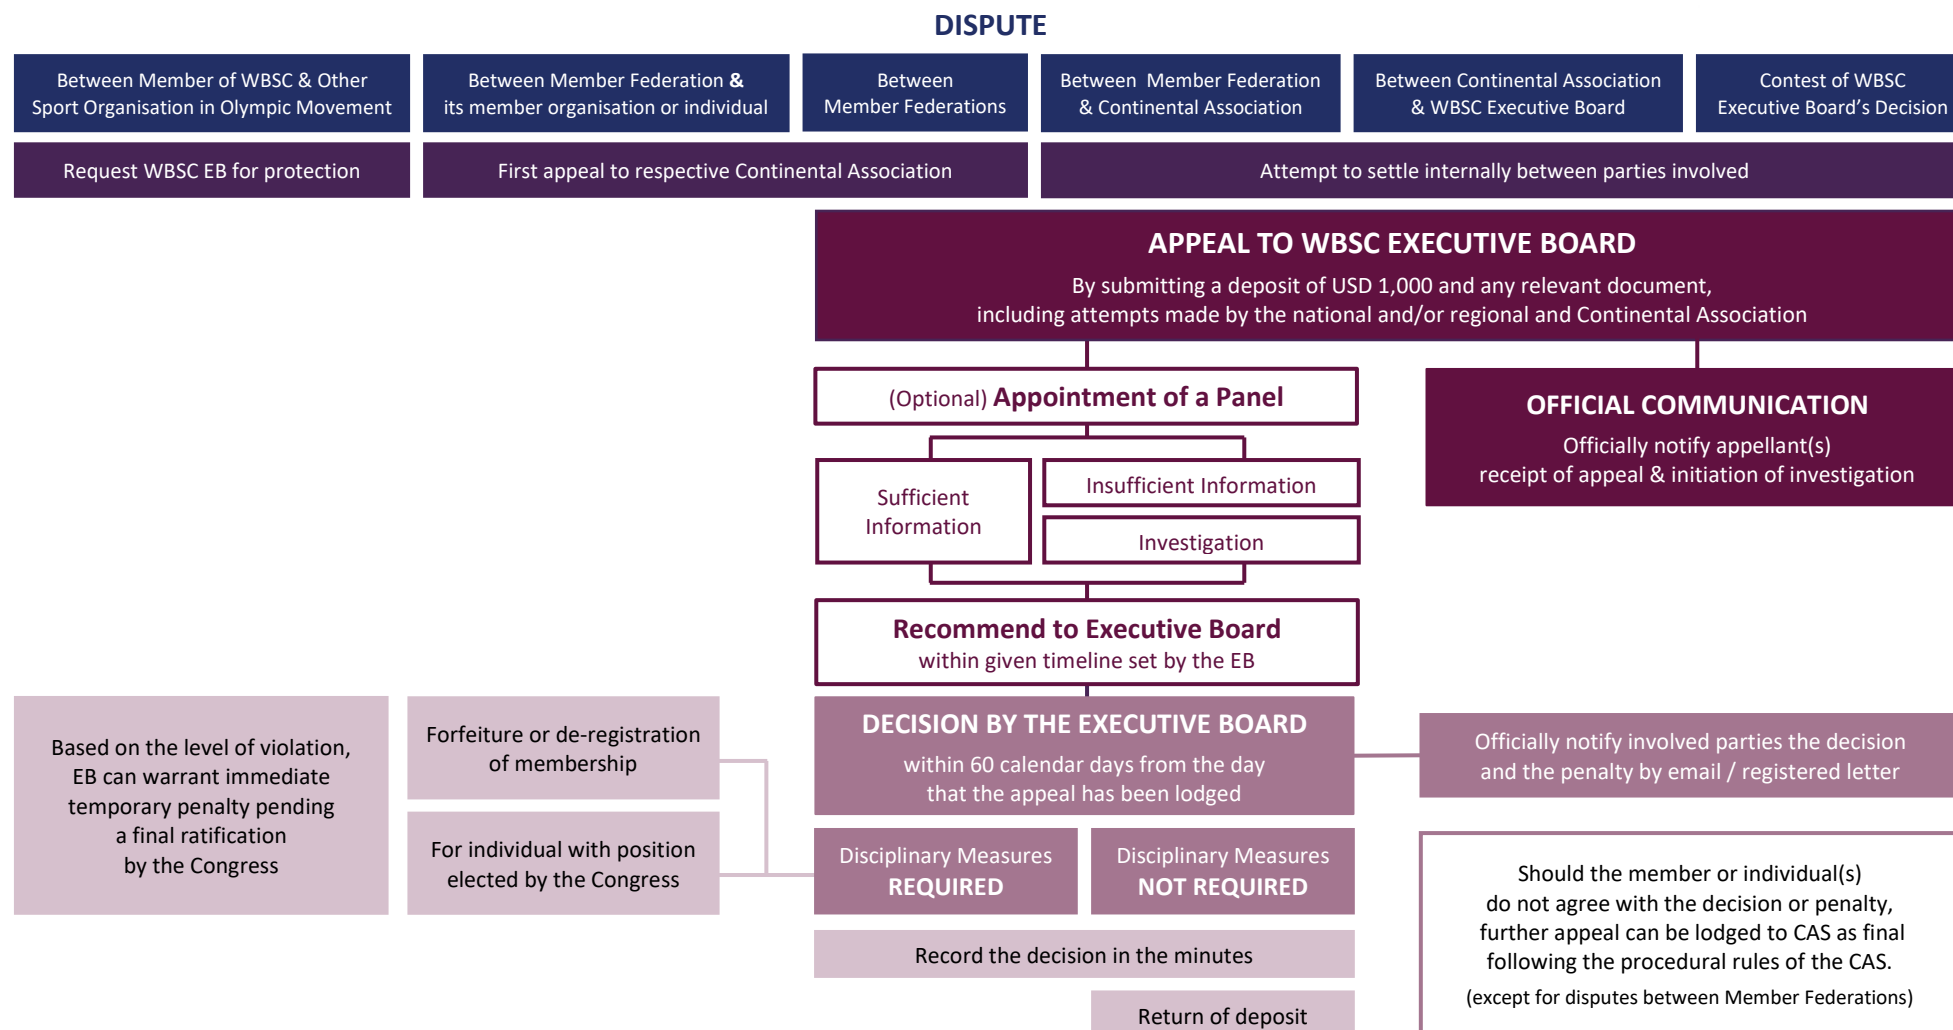 DISPUTE
Between Member of WBSC & Other
Sport Organisation in Olympic Movement
Between Member Federation &
its member organisation or individual
Between
Member Federations
Between Member Federation
& Continental Association
Between Continental Association
& WBSC Executive Board
Contest of WBSC
Executive Board's Decision
Request WBSC EB for protection
First appeal to respective Continental Association
Attempt to settle internally between parties involved
APPEAL TO WBSC EXECUTIVE BOARD
By submitting a deposit of USD 1,000 and any relevant document,
including attempts made by the national and/or regional and Continental Association
(Optional) Appointment of a Panel
OFFICIAL COMMUNICATION
Officially notify appellant(s)
receipt of appeal & initiation of investigation
Sufficient
Information
Insufficient Information
Investigation
Recommend to Executive Board
within given timeline set by the EB
Based on the level of violation,
EB can warrant immediate
temporary penalty pending
a final ratification
by the Congress
Forfeiture or de-registration
of membership
For individual with position
elected by the Congress
DECISION BY THE EXECUTIVE BOARD
within 60 calendar days from the day
that the appeal has been lodged
Officially notify involved parties the decision
and the penalty by email / registered letter
Disciplinary Measures
REQUIRED
Disciplinary Measures
NOT REQUIRED
Should the member or individual(s)
do not agree with the decision or penalty,
further appeal can be lodged to CAS as final
following the procedural rules of the CAS.
(except for disputes between Member Federations)
Record the decision in the minutes
Return of deposit